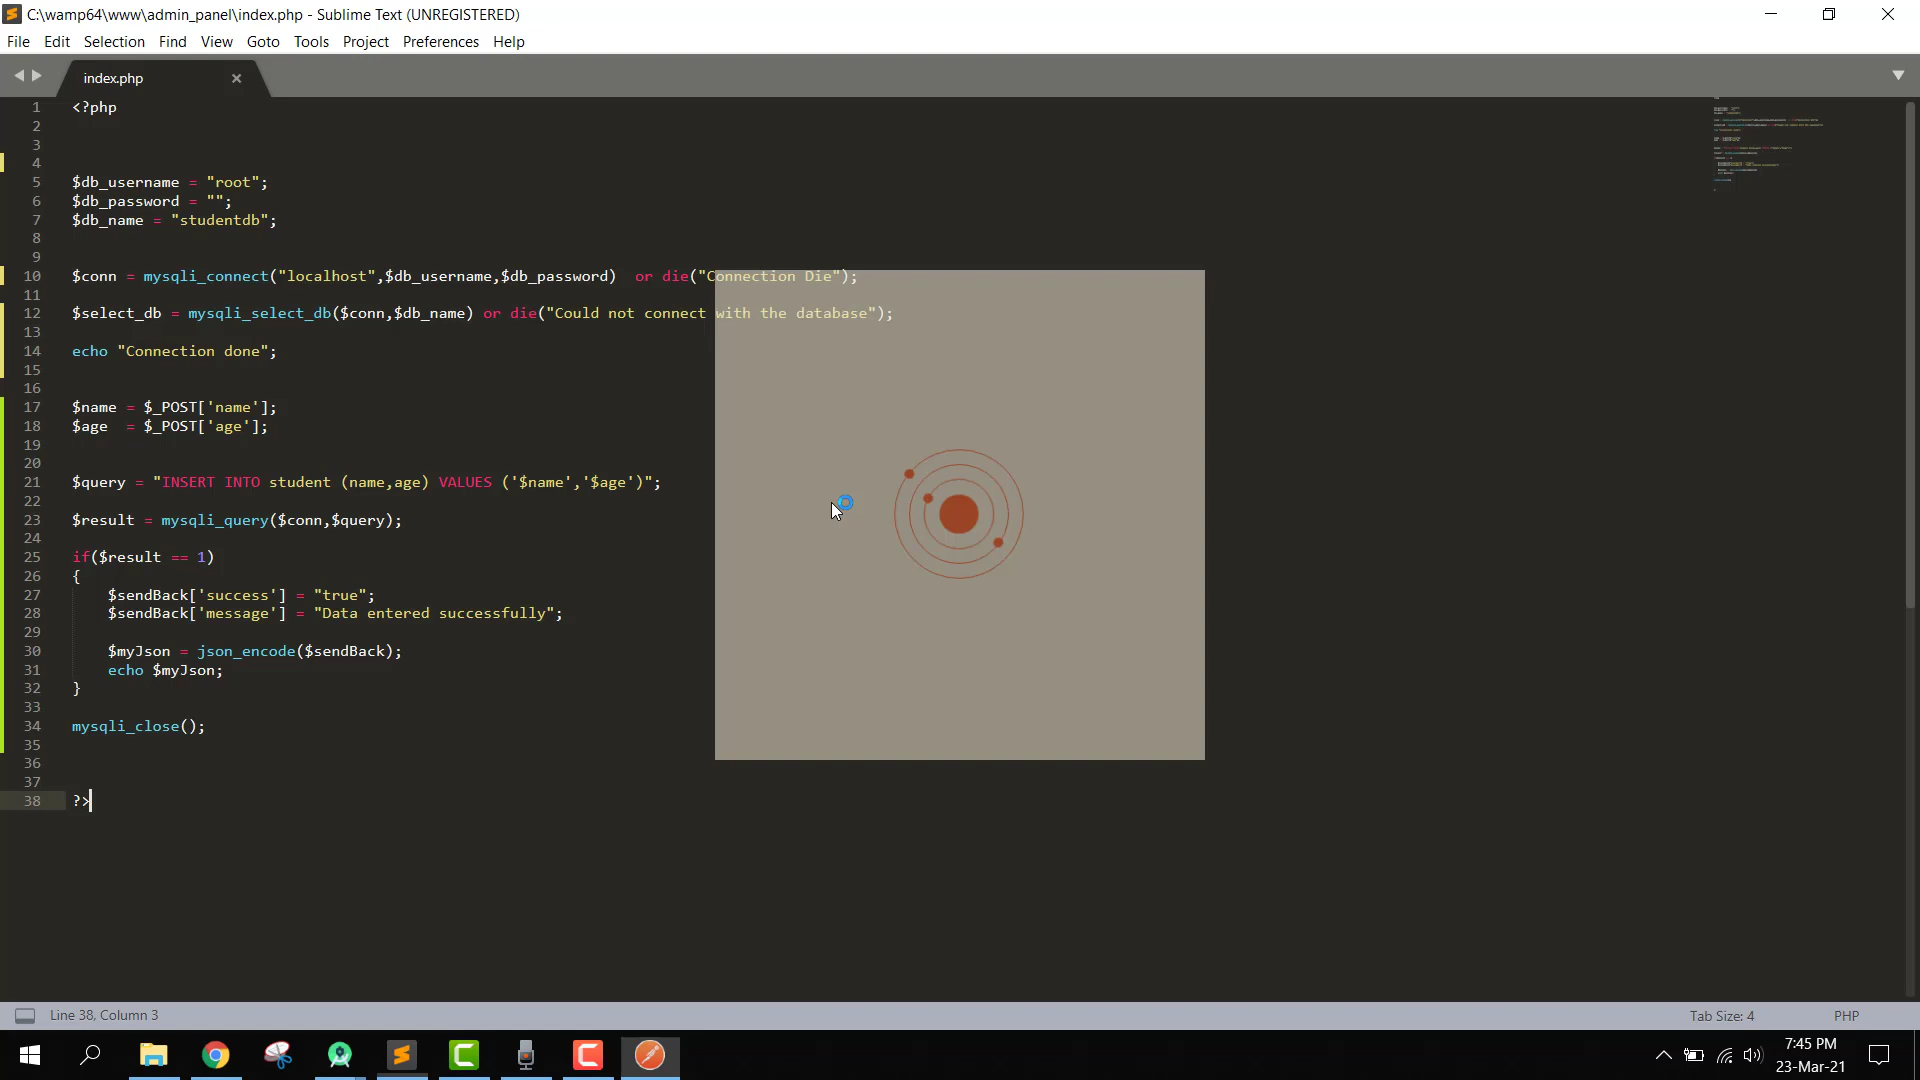 C:\wamp64\www\admin_panel\index.php - Sublime Text (UNREGISTERED)
File Edit Selection Find View Goto Tools Project Preferences Help
index.php
1 <?php
2
3
4
5 $db_username = "root";
6 $db_password = "";
7 $db_name = "studentdb";
8
9
10 $conn = mysqli_connect("localhost",$db_username,$db_password)  or die("Connection Die");
11
12 $select_db = mysqli_select_db($conn,$db_name) or die("Could not connect with the database");
13
14 echo "Connection done";
15
16
17 $name = $_POST['name'];
18 $age  = $_POST['age'];
19
20
21 $query = "INSERT INTO student (name,age) VALUES ('$name','$age')";
22
23 $result = mysqli_query($conn,$query);
24
25 if($result == 1)
26 {
27     $sendBack['success'] = "true";
28     $sendBack['message'] = "Data entered successfully";
29
30     $myJson = json_encode($sendBack);
31     echo $myJson;
32 }
33
34 mysqli_close();
35
36
37
38 ?>
Line 38, Column 3 Tab Size: 4 PHP
7:45 PM
23-Mar-21